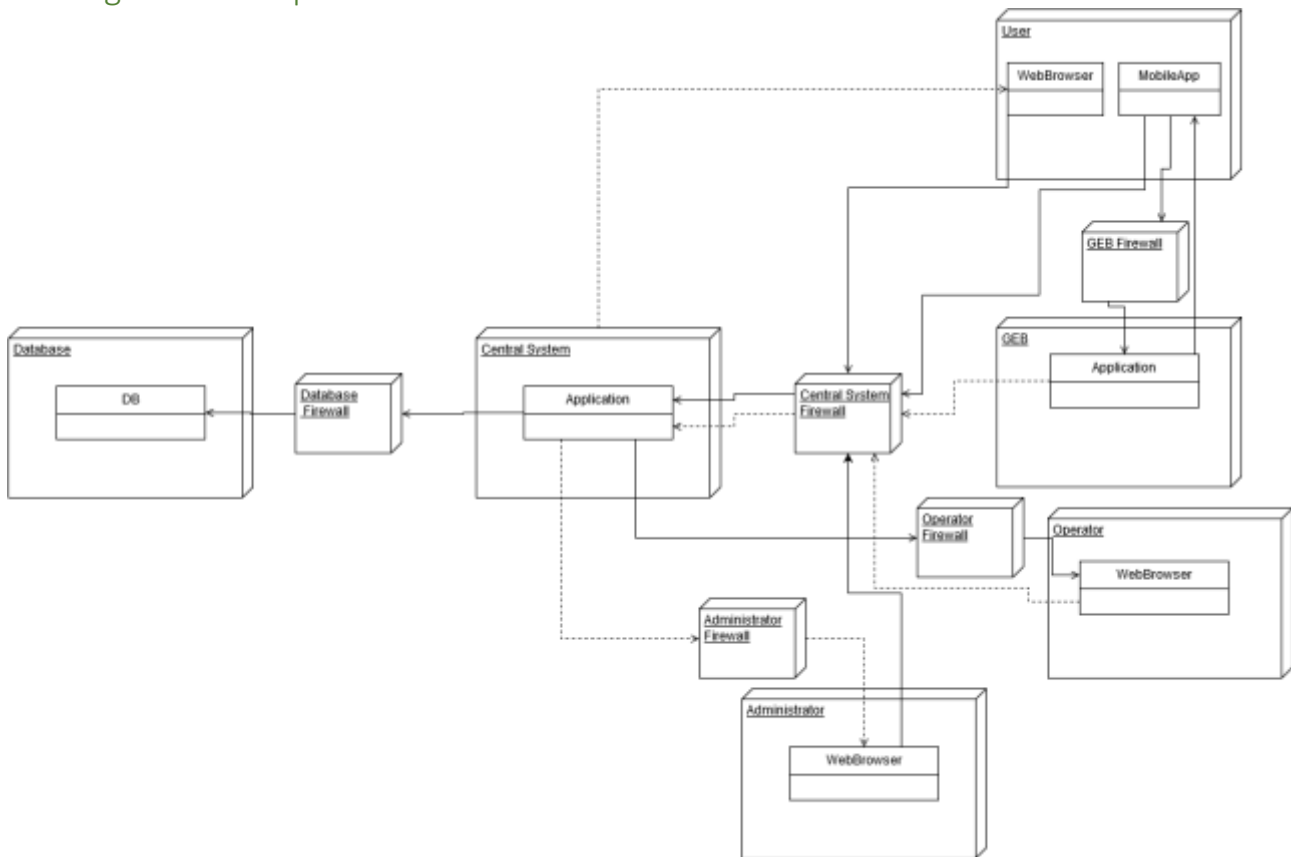 User
WebBrowser
MobileApp
GEB Firewall
GEB
Application
Database
DB
Database
Firewall
Central System
Application
Central System
Firewall
Operator
Firewall
Operator
WebBrowser
Administrator
Firewall
Administrator
WebBrowser